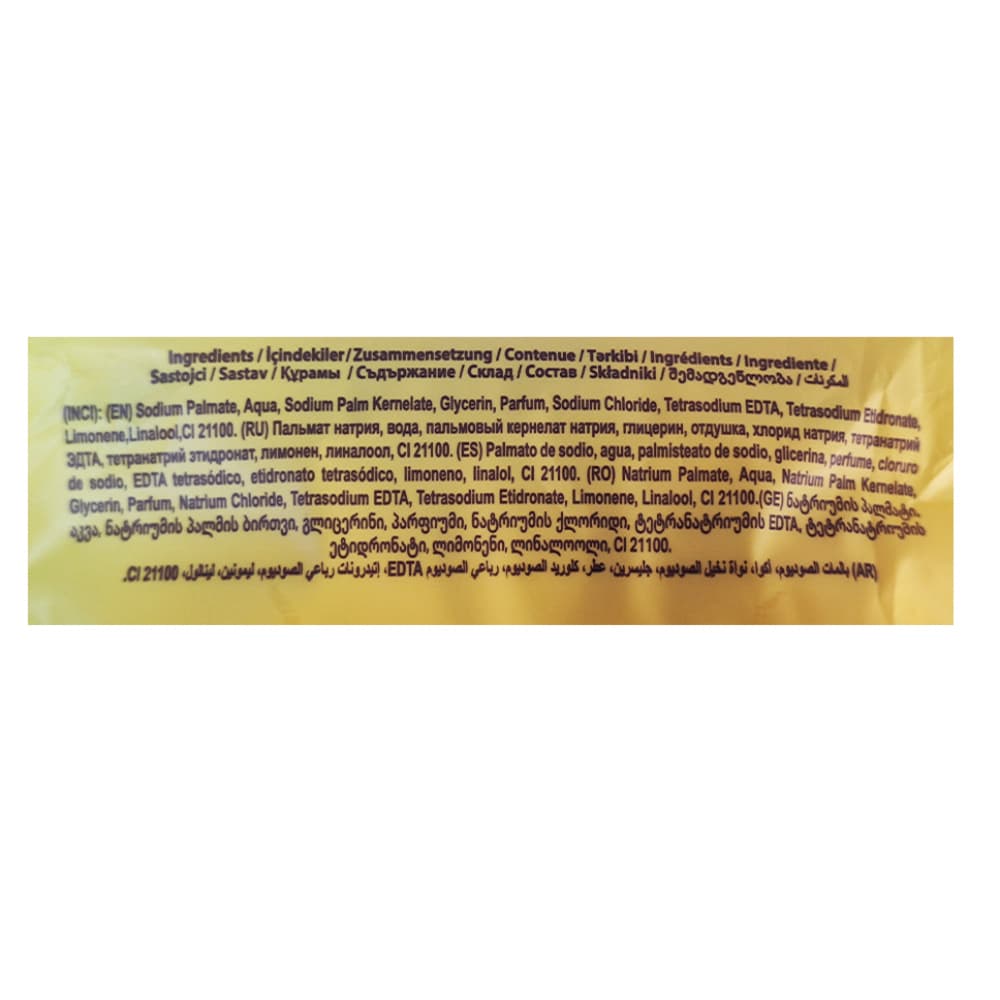 Ingredients / İçindekiler / Zusammensetzung / Contenue / Tərkibi / Ingrédients / Ingrediente /
Sastojci / Sastav / Құрамы / Съдържание / Склад / Состав / Składniki / შემადგენლობა / المكونات
(INCI): (EN) Sodium Palmate, Aqua, Sodium Palm Kernelate, Glycerin, Parfum, Sodium Chloride, Tetrasodium EDTA, Tetrasodium Etidronate,
Limonene,Linalool,CI 21100. (RU) Пальмат натрия, вода, пальмовый кернелат натрия, глицерин, отдушка, хлорид натрия, тетранатрий
ЭДТА, тетранатрий этидронат, лимонен, линалоол, CI 21100. (ES) Palmato de sodio, agua, palmisteato de sodio, glicerina, perfume, cloruro
de sodio, EDTA tetrasódico, etidronato tetrasódico, limoneno, linalol, CI 21100. (RO) Natrium Palmate, Aqua, Natrium Palm Kernelate,
Glycerin, Parfum, Natrium Chloride, Tetrasodium EDTA, Tetrasodium Etidronate, Limonene, Linalool, CI 21100.(GE) ნატრიუმის პალმატი.
აკვა, ნატრიუმის პალმის ბირთვი, გლიცერინი, პარფიუმი, ნატრიუმის ქლორიდი, ტეტრანატრიუმის EDTA, ტეტრანატრიუმის
ეტიდრონატი, ლიმონენი, ლინალოოლი, CI 21100.
(AR) بالمات الصوديوم، أكوا، نواة نخيل الصوديوم، جليسرين، عطر، كلوريد الصوديوم، رباعي الصوديوم EDTA، إتيدرونات رباعي الصوديوم، ليمونين، لينالول، CI 21100.